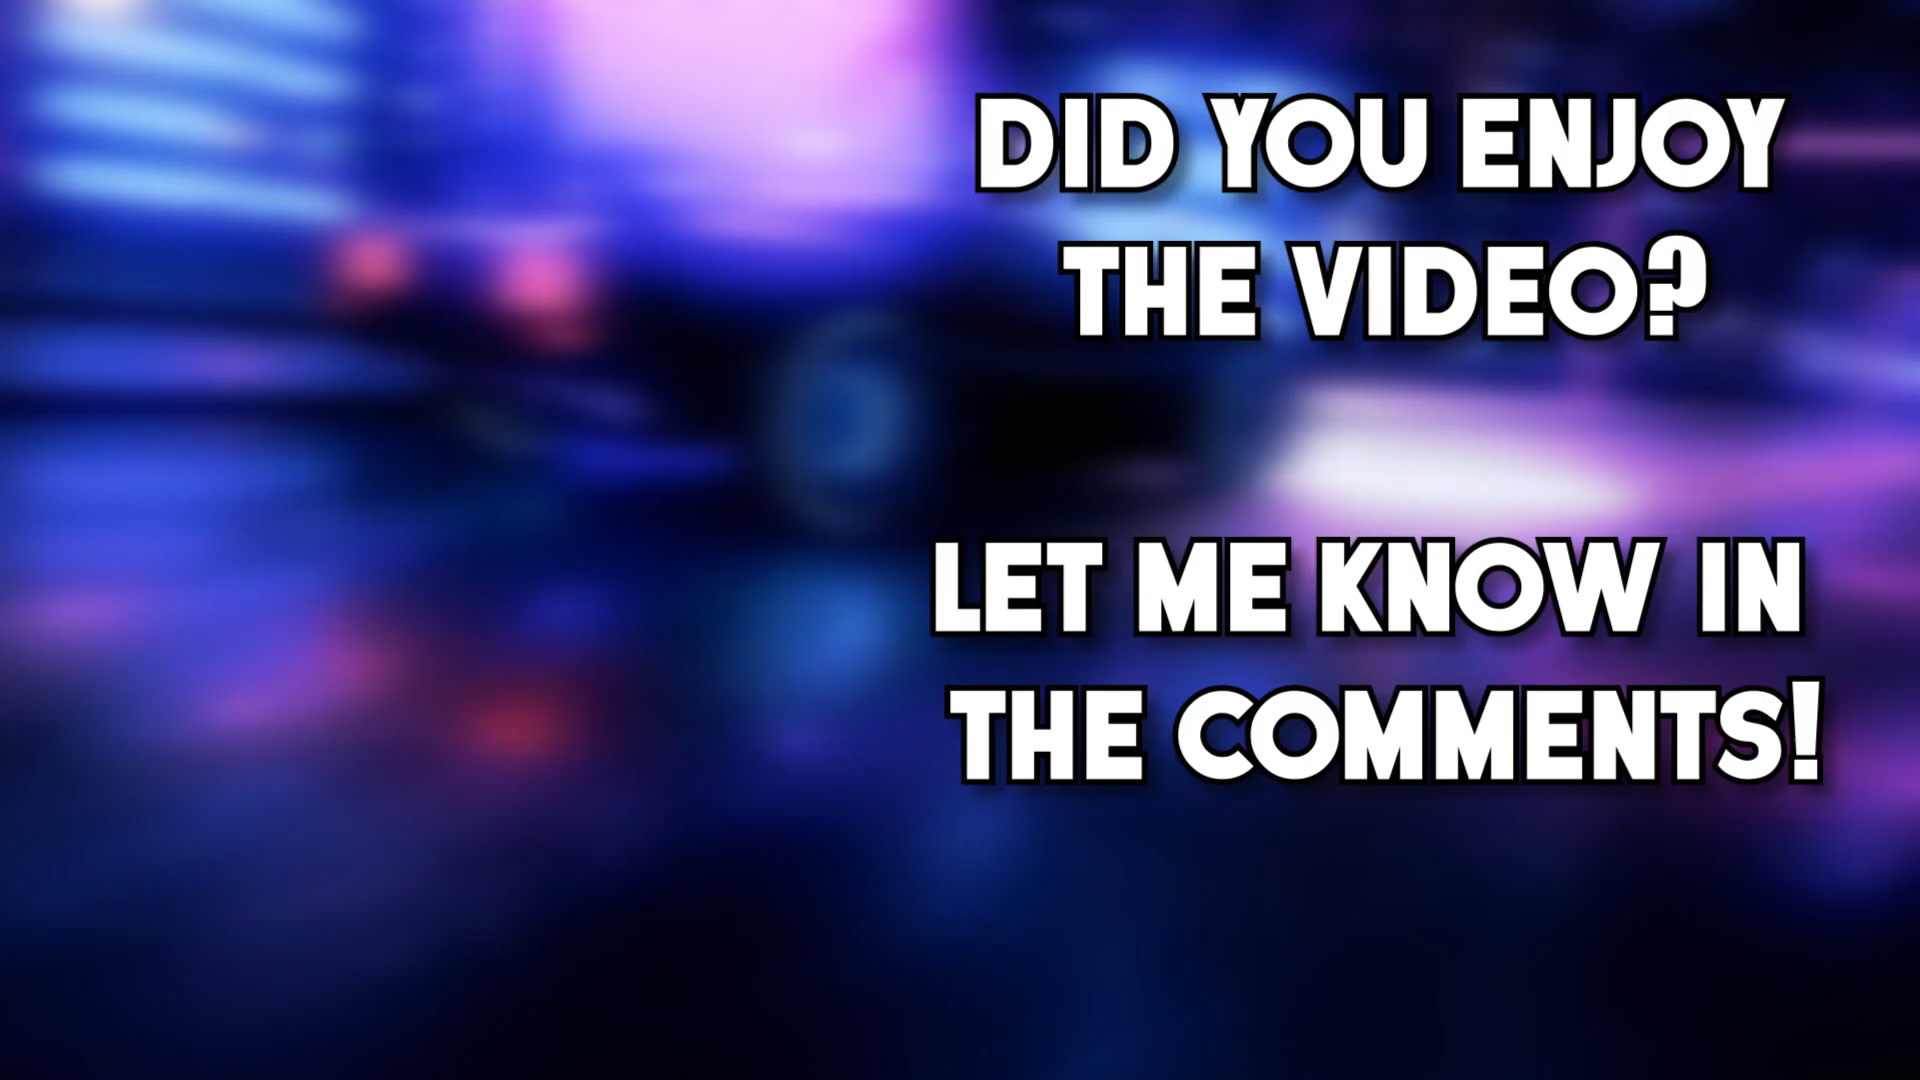 DID YOU ENJOY
THE VIDEO?
LET ME KNOW IN
THE COMMENTS!